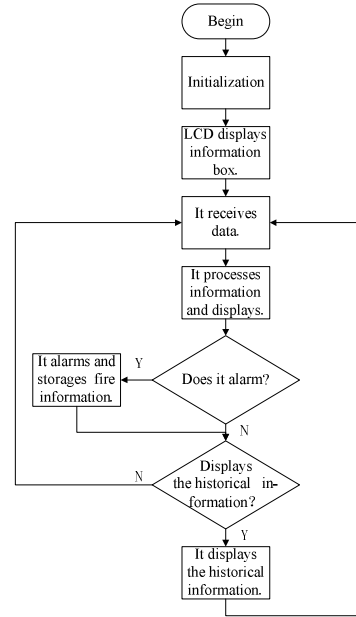 Begin
Initialization
LCD displays
information
box.
It receives
data.
It processes
information
and displays.
Does it alarm?
Y
It alarms and
storages fire
information.
N
Displays
the historical in-
formation?
N
Y
It displays
the historical
information.